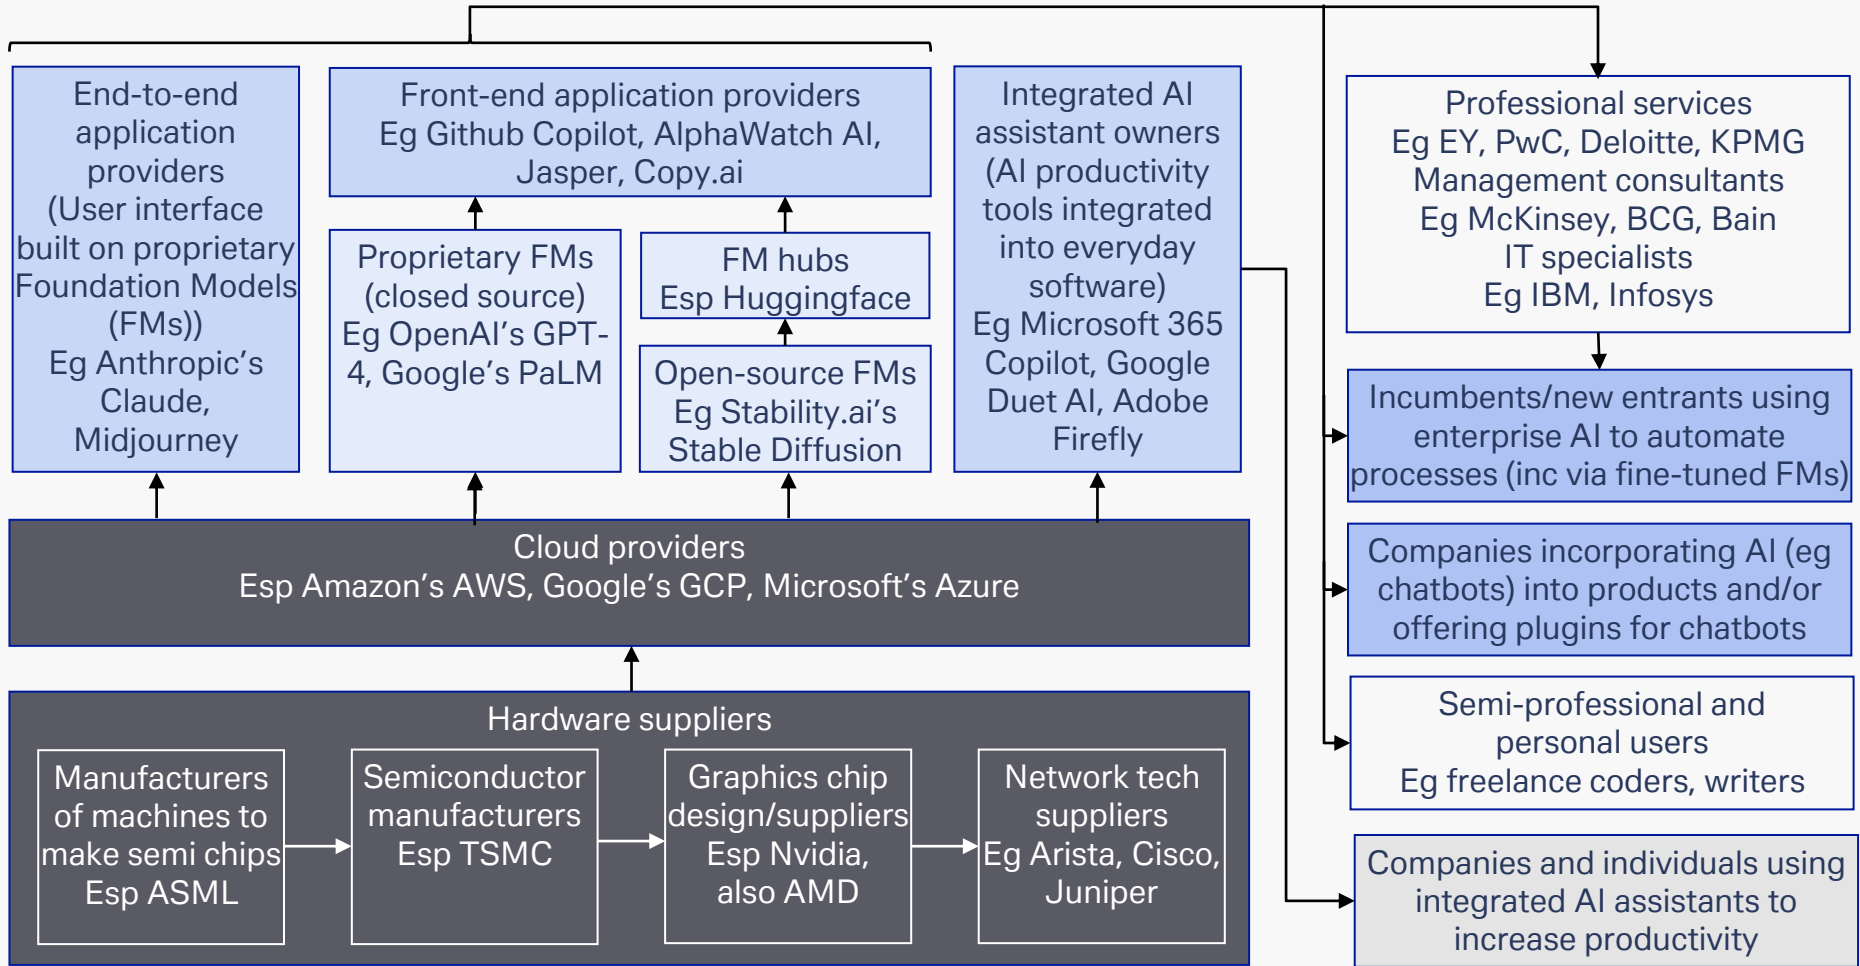 End-to-end
application
providers
(User interface
built on proprietary
Foundation Models
(FMs))
Eg Anthropic's
Claude,
Midjourney
Front-end application providers
Eg Github Copilot, AlphaWatch AI,
Jasper, Copy.ai
Proprietary FMs
(closed source)
Eg OpenAI's GPT-
4, Google's PaLM
FM hubs
Esp Huggingface
Open-source FMs
Eg Stability.ai's
Stable Diffusion
Integrated AI
assistant owners
(AI productivity
tools integrated
into everyday
software)
Eg Microsoft 365
Copilot, Google
Duet AI, Adobe
Firefly
Cloud providers
Esp Amazon's AWS, Google's GCP, Microsoft's Azure
Hardware suppliers
Manufacturers
of machines to
make semi chips
Esp ASML
Semiconductor
manufacturers
Esp TSMC
Graphics chip
design/suppliers
Esp Nvidia,
also AMD
Network tech
suppliers
Eg Arista, Cisco,
Juniper
Professional services
Eg EY, PwC, Deloitte, KPMG
Management consultants
Eg McKinsey, BCG, Bain
IT specialists
Eg IBM, Infosys
Incumbents/new entrants using
enterprise AI to automate
processes (inc via fine-tuned FMs)
Companies incorporating AI (eg
chatbots) into products and/or
offering plugins for chatbots
Semi-professional and
personal users
Eg freelance coders, writers
Companies and individuals using
integrated AI assistants to
increase productivity